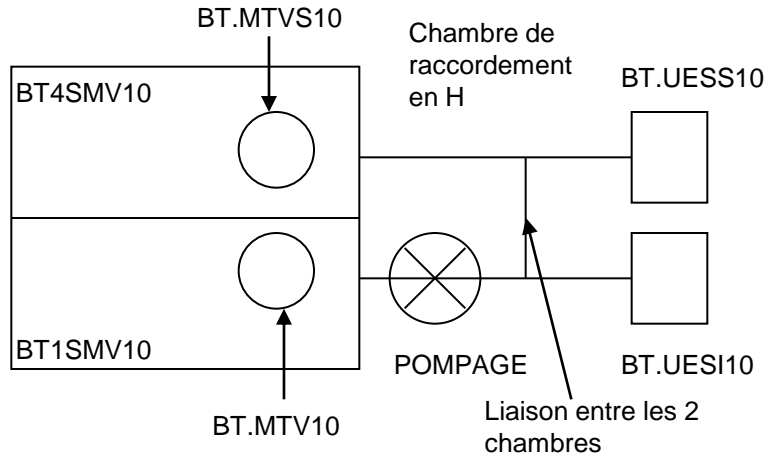 BT.MTVS10
Chambre de
raccordement
en H
BT.UESS10
BT4SMV10
BT1SMV10
POMPAGE
BT.UESI10
BT.MTV10
Liaison entre les 2
chambres